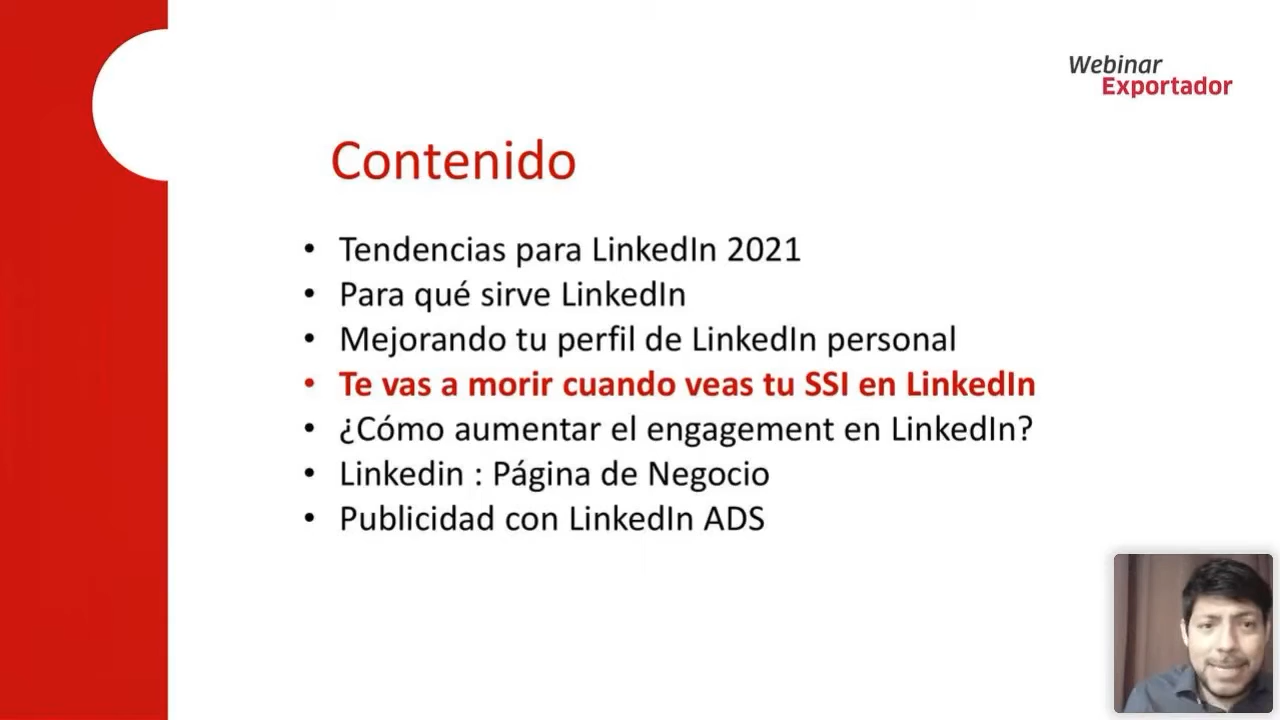 Webinar
Exportador
Contenido
• Tendencias para LinkedIn 2021
• Para qué sirve LinkedIn
• Mejorando tu perfil de LinkedIn personal
• Te vas a morir cuando veas tu SSI en LinkedIn
• ¿Cómo aumentar el engagement en LinkedIn?
• Linkedin : Página de Negocio
• Publicidad con LinkedIn ADS